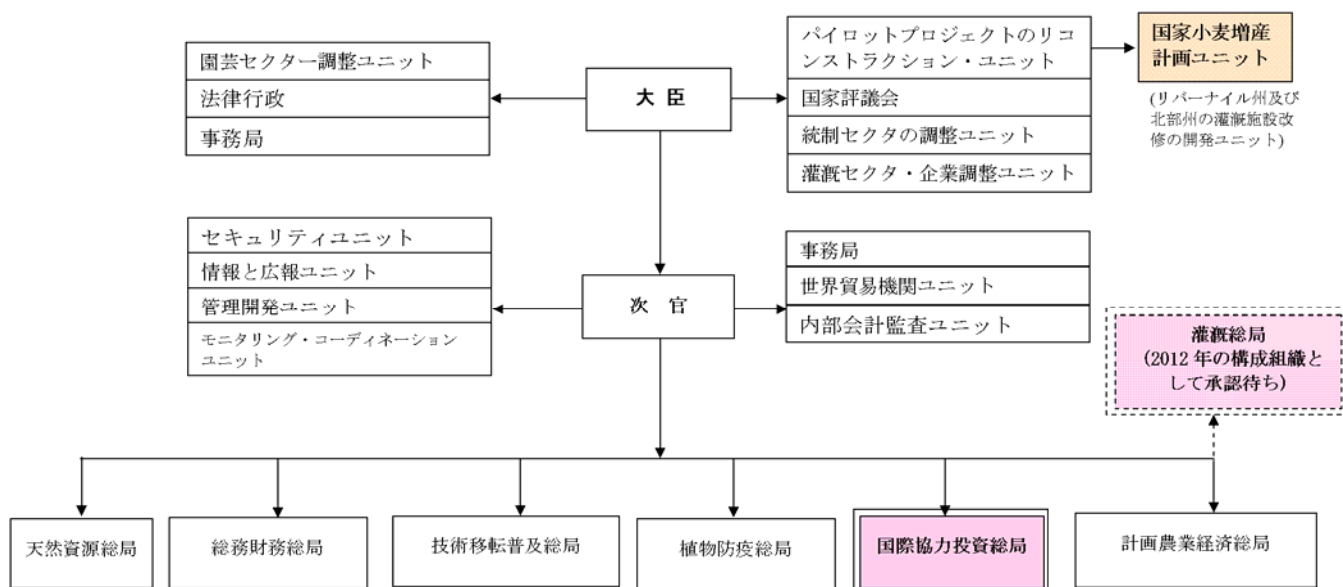 園芸セクター調整ユニット
法律行政
事務局
大 臣
パイロットプロジェクトのリコ
ンストラクション・ユニット
国家評議会
統制セクタの調整ユニット
灌漑セクタ・企業調整ユニット
国家小麦増産
計画ユニット
(リバーナイル州及び
北部州の灌漑施設改
修の開発ユニット)
セキュリティユニット
情報と広報ユニット
管理開発ユニット
モニタリング・コーディネーション
ユニット
次 官
事務局
世界貿易機関ユニット
内部会計監査ユニット
灌漑総局
(2012 年の構成組織と
して承認待ち)
天然資源総局
総務財務総局
技術移転普及総局
植物防疫総局
国際協力投資総局
計画農業経済総局